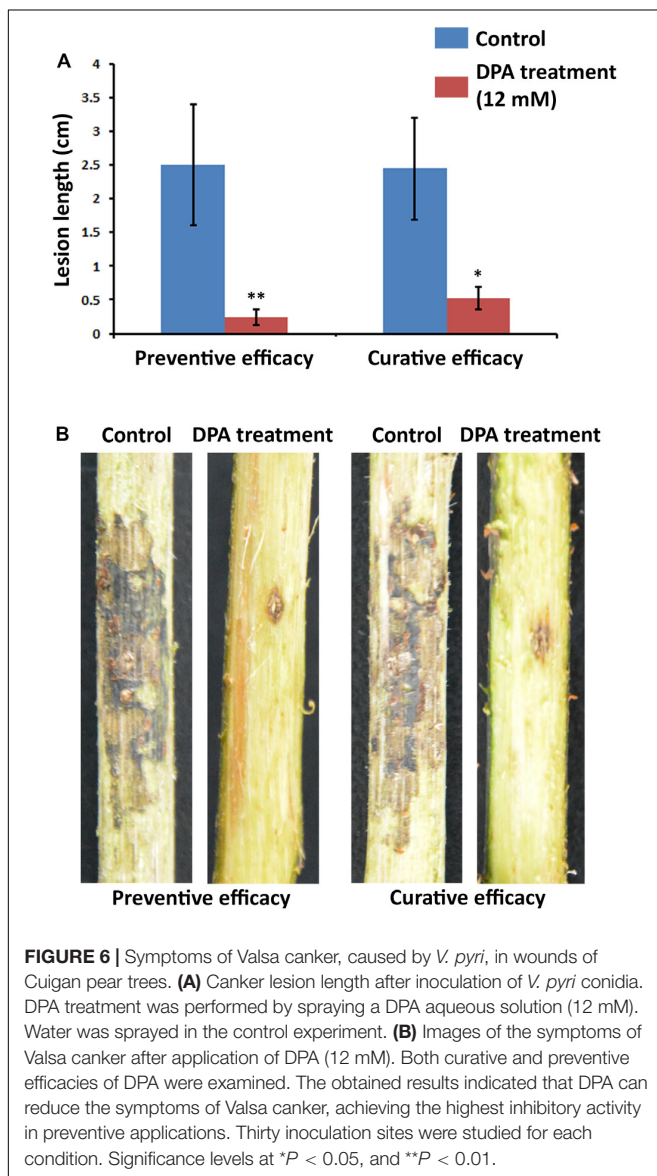 Control
DPA treatment
(12 mM)
A
Lesion length (cm)
4
3.5
3
2.5
2
1.5
1
0.5
0
**
*
Preventive efficacy
Curative efficacy
B
Control
DPA treatment
Control
DPA treatment
Preventive efficacy
Curative efficacy
FIGURE 6 | Symptoms of Valsa canker, caused by V. pyri, in wounds of
Cuigan pear trees. (A) Canker lesion length after inoculation of V. pyri conidia.
DPA treatment was performed by spraying a DPA aqueous solution (12 mM).
Water was sprayed in the control experiment. (B) Images of the symptoms of
Valsa canker after application of DPA (12 mM). Both curative and preventive
efficacies of DPA were examined. The obtained results indicated that DPA can
reduce the symptoms of Valsa canker, achieving the highest inhibitory activity
in preventive applications. Thirty inoculation sites were studied for each
condition. Significance levels at *P < 0.05, and **P < 0.01.